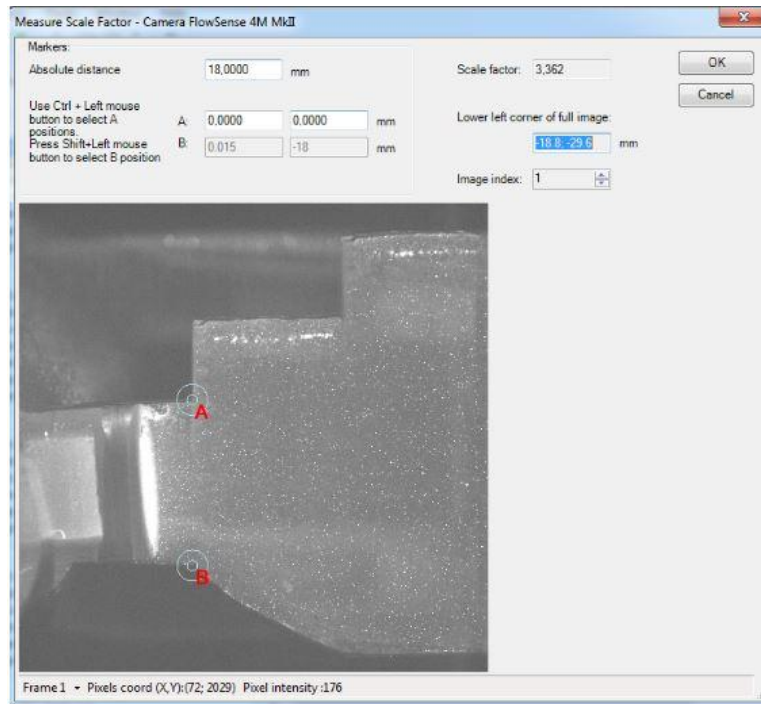 Measure Scale Factor - Camera FlowSense 4M MkII
Markers:
Absolute distance 18,0000 mm
Scale factor: 3,362
OK
Cancel
Use Ctrl + Left mouse
button to select A
positions.
Press Shift+Left mouse
button to select B position
A: 0.0000 0.0000 mm
B: 0.015 -18 mm
Lower left corner of full image:
-18.8; -29.6 mm
Image index: 1
A
B
Frame 1 - Pixels coord (X,Y):(72; 2029) Pixel intensity :176